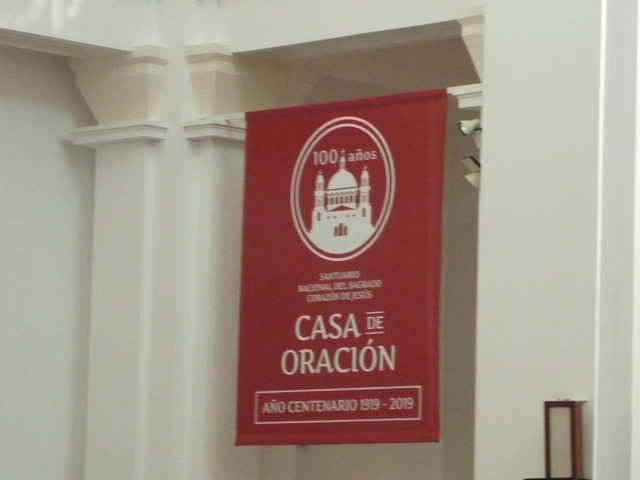 100 años
SANTUARIO
NACIONAL DEL SAGRADO
CORAZÓN DE JESÚS
CASA DE
ORACIÓN
AÑO CENTENARIO 1919 - 2019